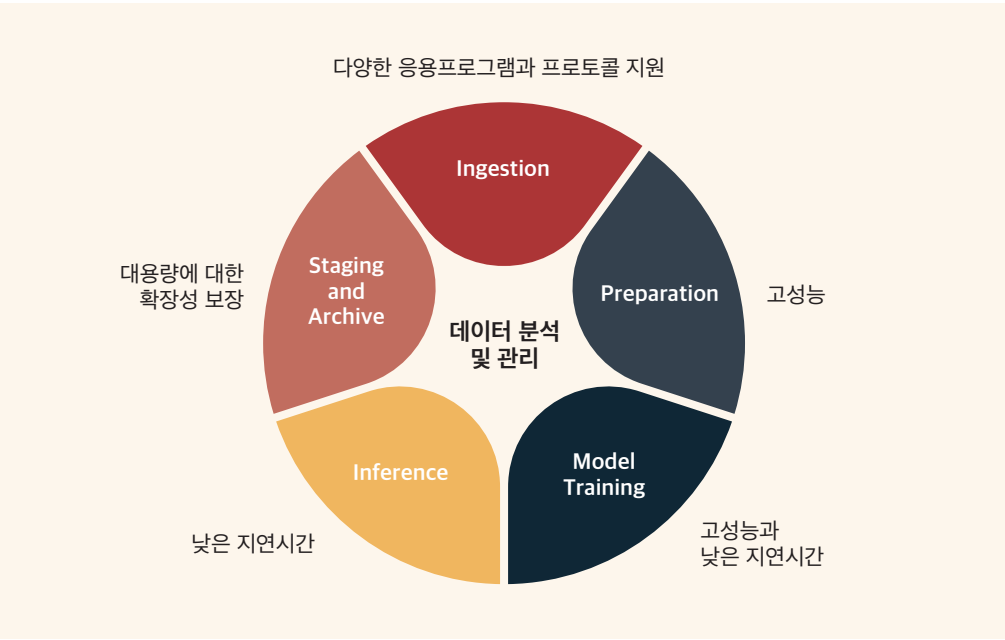 다양한 응용프로그램과 프로토콜 지원
Ingestion
Preparation
고성능
Model
Training
고성능과
낮은 지연시간
Inference
낮은 지연시간
Staging
and
Archive
대용량에 대한
확장성 보장
데이터 분석
및 관리